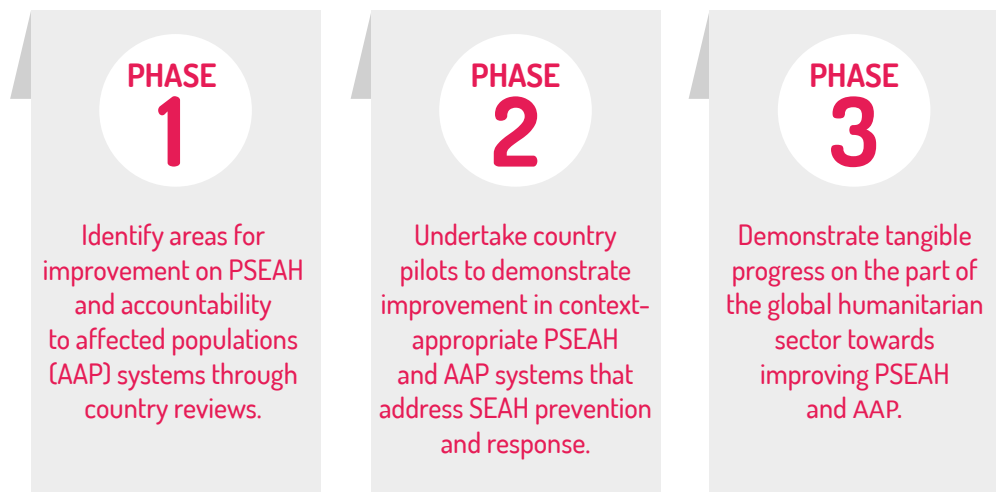 PHASE
1
Identify areas for
improvement on PSEAH
and accountability
to affected populations
(AAP) systems through
country reviews.
PHASE
2
Undertake country
pilots to demonstrate
improvement in context-
appropriate PSEAH
and AAP systems that
address SEAH prevention
and response.
PHASE
3
Demonstrate tangible
progress on the part of
the global humanitarian
sector towards
improving PSEAH
and AAP.